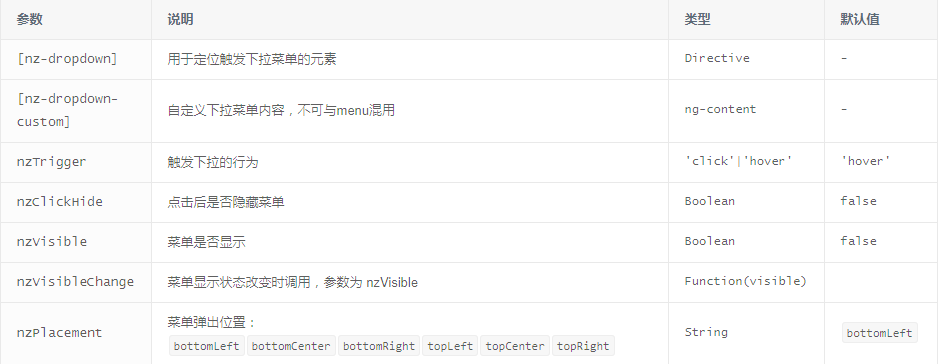 参数 说明 类型 默认值
[nz-dropdown] 用于定位触发下拉菜单的元素 Directive -
[nz-dropdown-
custom] 自定义下拉菜单内容，不可与menu混用 ng-content -
nzTrigger 触发下拉的行为 'click'|'hover' 'hover'
nzClickHide 点击后是否隐藏菜单 Boolean false
nzVisible 菜单是否显示 Boolean false
nzVisibleChange 菜单显示状态改变时调用，参数为 nzVisible Function(visible)
nzPlacement 菜单弹出位置： String bottomLeft
bottomLeft bottomCenter bottomRight topLeft topCenter topRight